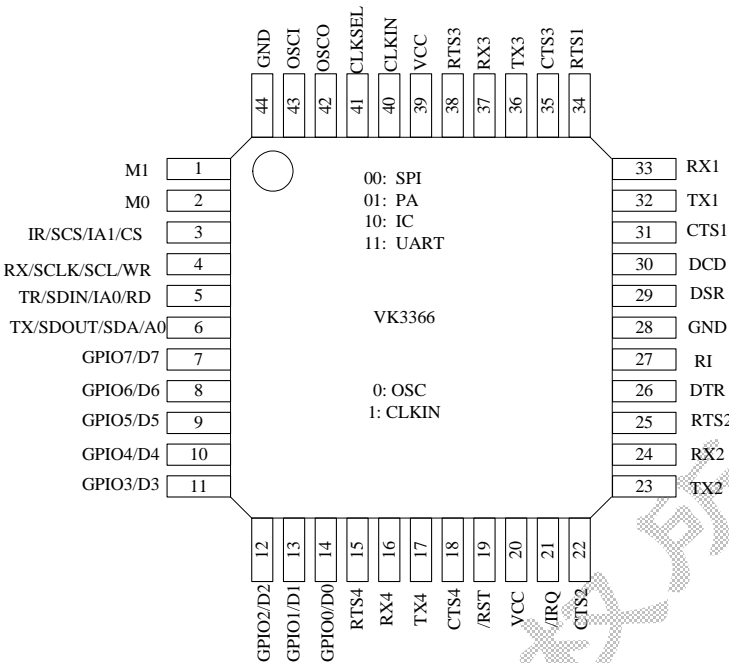 GND
OSCI
OSCO
CLKSEL
CLKIN
VCC
RTS3
RX3
TX3
CTS3
RTS1
44
43
42
41
40
39
38
37
36
35
34
M1 1
M0 2
IR/SCS/IA1/CS 3
RX/SCLK/SCL/WR 4
TR/SDIN/IA0/RD 5
TX/SDOUT/SDA/A0 6
GPIO7/D7 7
GPIO6/D6 8
GPIO5/D5 9
GPIO4/D4 10
GPIO3/D3 11
00: SPI
01: PA
10: IC
11: UART
VK3366
0: OSC
1: CLKIN
33 RX1
32 TX1
31 CTS1
30 DCD
29 DSR
28 GND
27 RI
26 DTR
25 RTS2
24 RX2
23 TX2
12
13
14
15
16
17
18
19
20
21
22
GPIO2/D2
GPIO1/D1
GPIO0/D0
RTS4
RX4
TX4
CTS4
/RST
VCC
/IRQ
CTS2